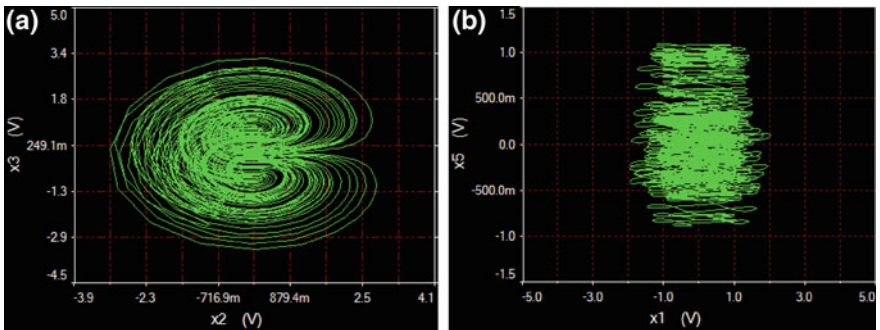 (a)
5.0
3.4
1.8
249.1m
-1.3
-2.9
-4.5
x3 (V)
-3.9 -2.3 -716.9m 879.4m 2.5 4.1
x2 (V)
(b)
1.5
1.0
500.0m
0.0
-500.0m
-1.0
-1.5
x5 (V)
-5.0 -3.0 -1.0 1.0 3.0 5.0
x1 (V)